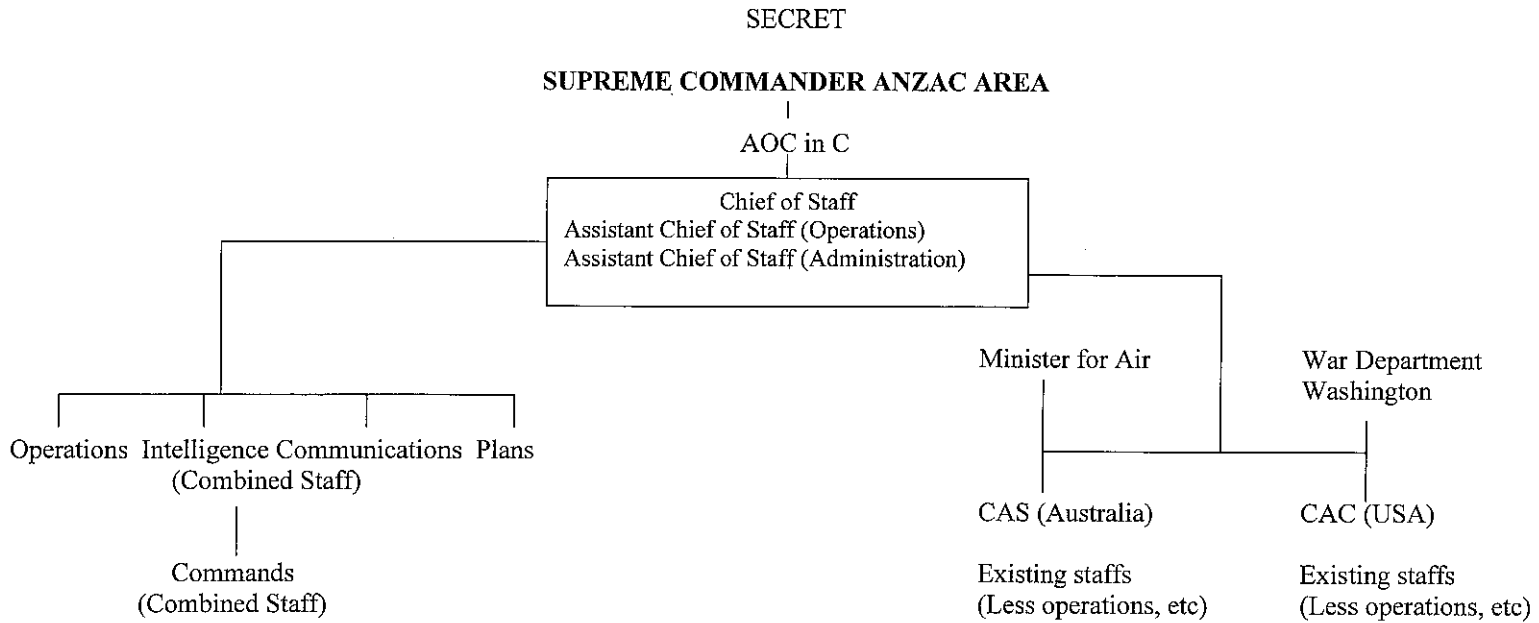 SECRET
SUPREME COMMANDER ANZAC AREA
AOC in C
Chief of Staff
Assistant Chief of Staff (Operations)
Assistant Chief of Staff (Administration)
Minister for Air
War Department
Washington
Operations Intelligence Communications Plans
(Combined Staff)
Commands
(Combined Staff)
CAS (Australia)
CAC (USA)
Existing staffs
(Less operations, etc)
Existing staffs
(Less operations, etc)